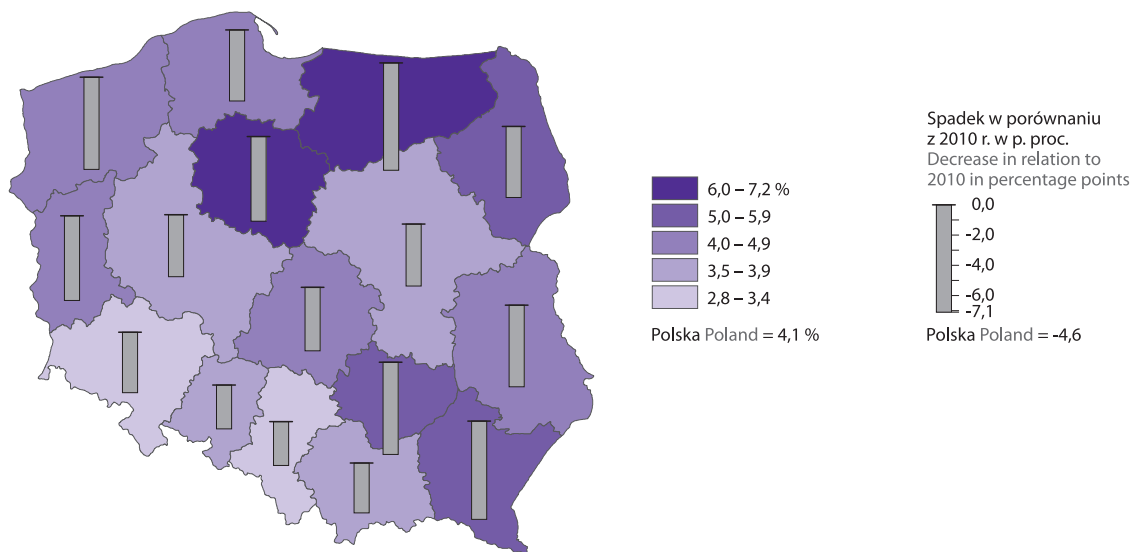 6,0 – 7,2 %
5,0 – 5,9
4,0 – 4,9
3,5 – 3,9
2,8 – 3,4
Polska Poland = 4,1 %
Spadek w porównaniu
z 2010 r. w p. proc.
Decrease in relation to
2010 in percentage points
0,0
-2,0
-4,0
-6,0
-7,1
Polska Poland = -4,6